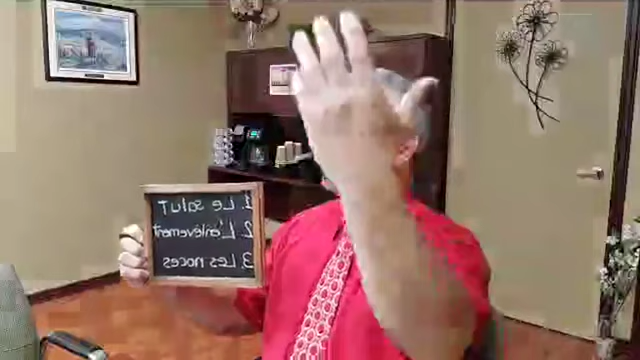 1. Le salut
2. L'enlèvement
3. Les noces